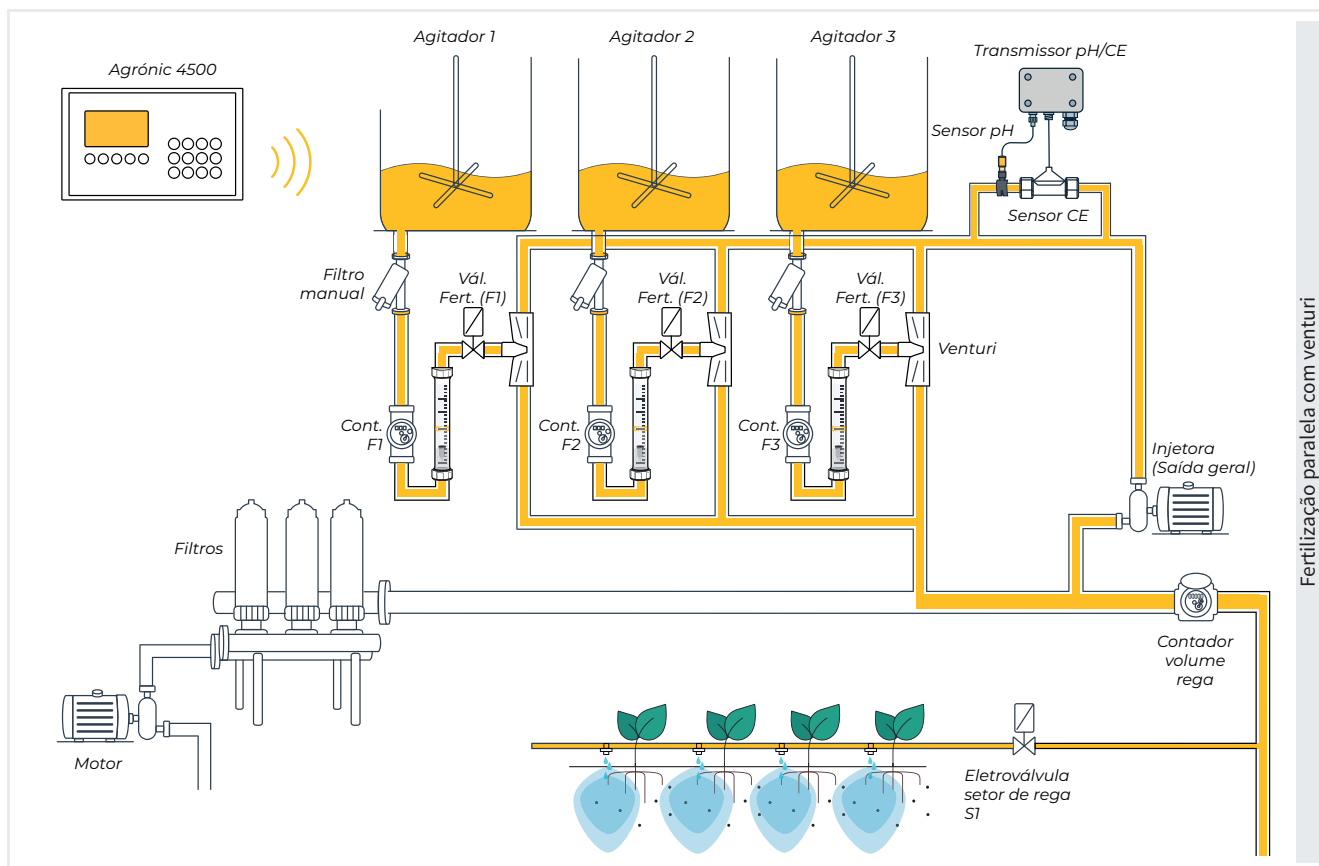 Agitador 1
Agitador 2
Agitador 3
Transmissor pH/CE
Agrónic 4500
Sensor pH
Sensor CE
Filtro
manual
Vál.
Fert. (F1)
Vál.
Fert. (F2)
Vál.
Fert. (F3)
Venturi
Cont.
F1
Cont.
F2
Cont.
F3
Injetora
(Saída geral)
Filtros
Contador
volume
rega
Motor
Eletroválvula
setor de rega
S1
Fertilização paralela com venturi